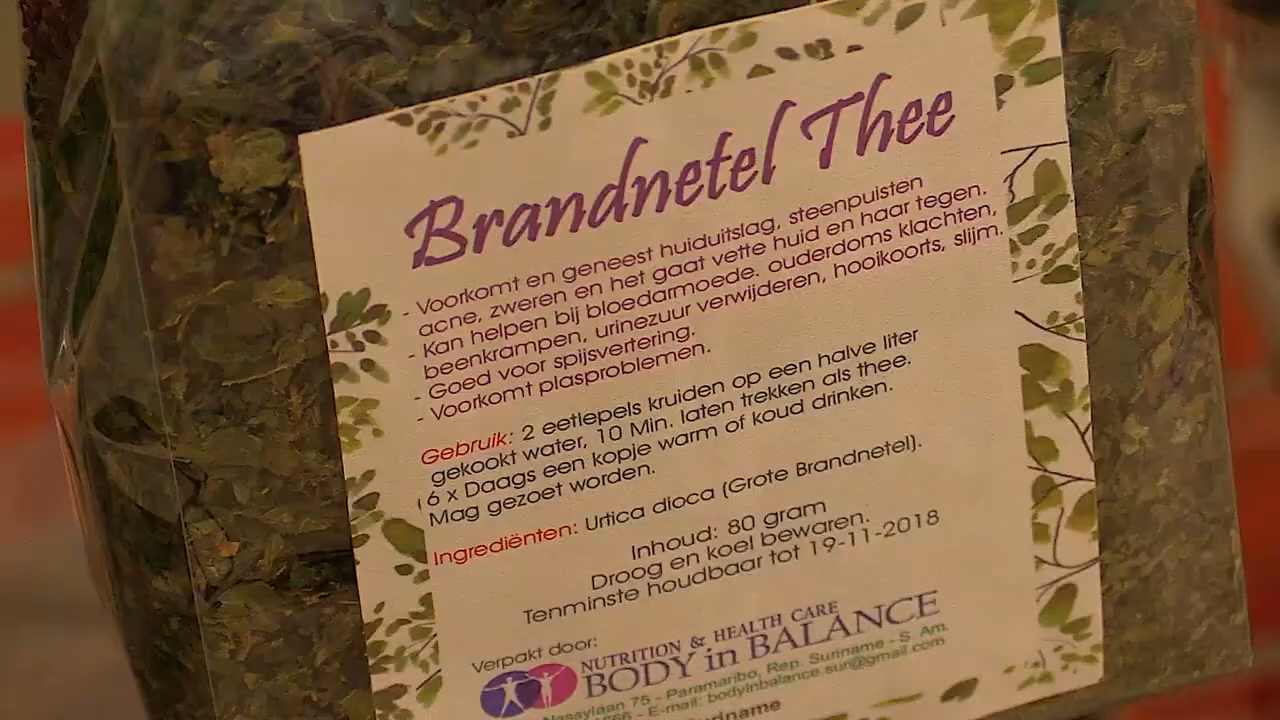 Brandnetel Thee
- Voorkomt en geneest huiduitslag, steenpuisten
acne, zweren en het gaat vette huid en haar tegen.
- Kan helpen bij bloedarmoede. ouderdoms klachten,
beenkrampen, urinezuur verwijderen, hooikoorts, slijm.
- Goed voor spijsvertering.
- Voorkomt plasproblemen.
Gebruik: 2 eetlepels kruiden op een halve liter
gekookt water, 10 Min. laten trekken als thee.
6 x Daags een kopje warm of koud drinken.
Mag gezoet worden.
Ingrediënten: Urtica dioca (Grote Brandnetel).
Inhoud: 80 gram
Droog en koel bewaren.
Tenminste houdbaar tot 19-11-2018
Verpakt door:
NUTRITION & HEALTH CARE
BODY in BALANCE
Nassylaan 75 - Paramaribo, Rep. Suriname - S. Am.
- E-mail: bodyinbalance.sur@gmail.com